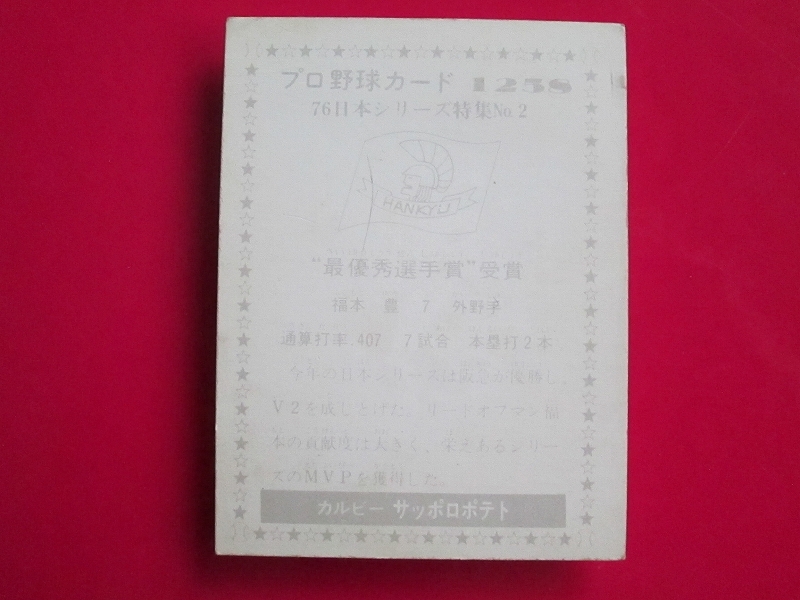 プロ野球カード 1258
76日本シリーズ特集No.2
HANKYU
"最優秀選手賞"受賞
福本 豊 7 外野手
通算打率.407 7試合 本塁打2本
今年の日本シリーズは阪急が優勝し、
V2を成しとげた。リードオフマン福
本の貢献度は大きく、栄えあるシリー
ズのMVPを獲得した。
カルビー サッポロポテト